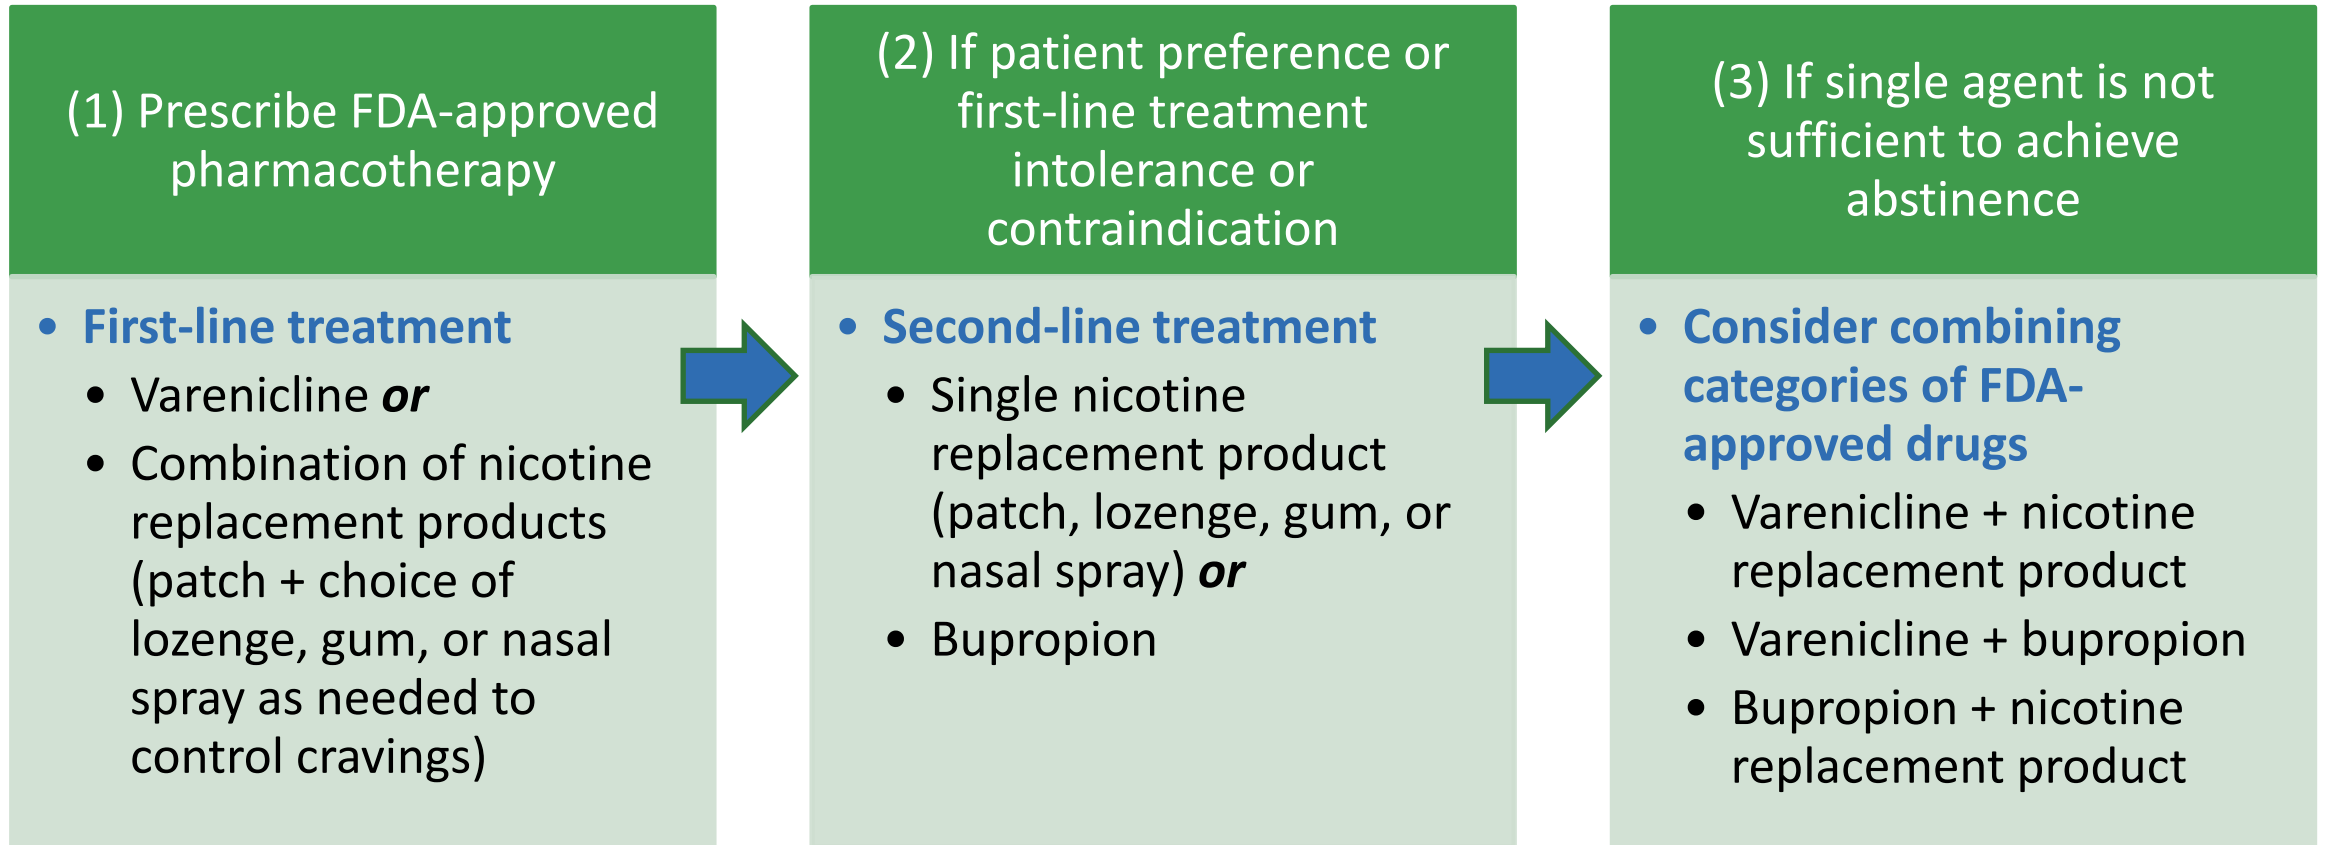 (1) Prescribe FDA-approved
pharmacotherapy
• First-line treatment
• Varenicline or
• Combination of nicotine
replacement products
(patch + choice of
lozenge, gum, or nasal
spray as needed to
control cravings)
(2) If patient preference or
first-line treatment
intolerance or
contraindication
• Second-line treatment
• Single nicotine
replacement product
(patch, lozenge, gum, or
nasal spray) or
• Bupropion
(3) If single agent is not
sufficient to achieve
abstinence
• Consider combining
categories of FDA-
approved drugs
• Varenicline + nicotine
replacement product
• Varenicline + bupropion
• Bupropion + nicotine
replacement product